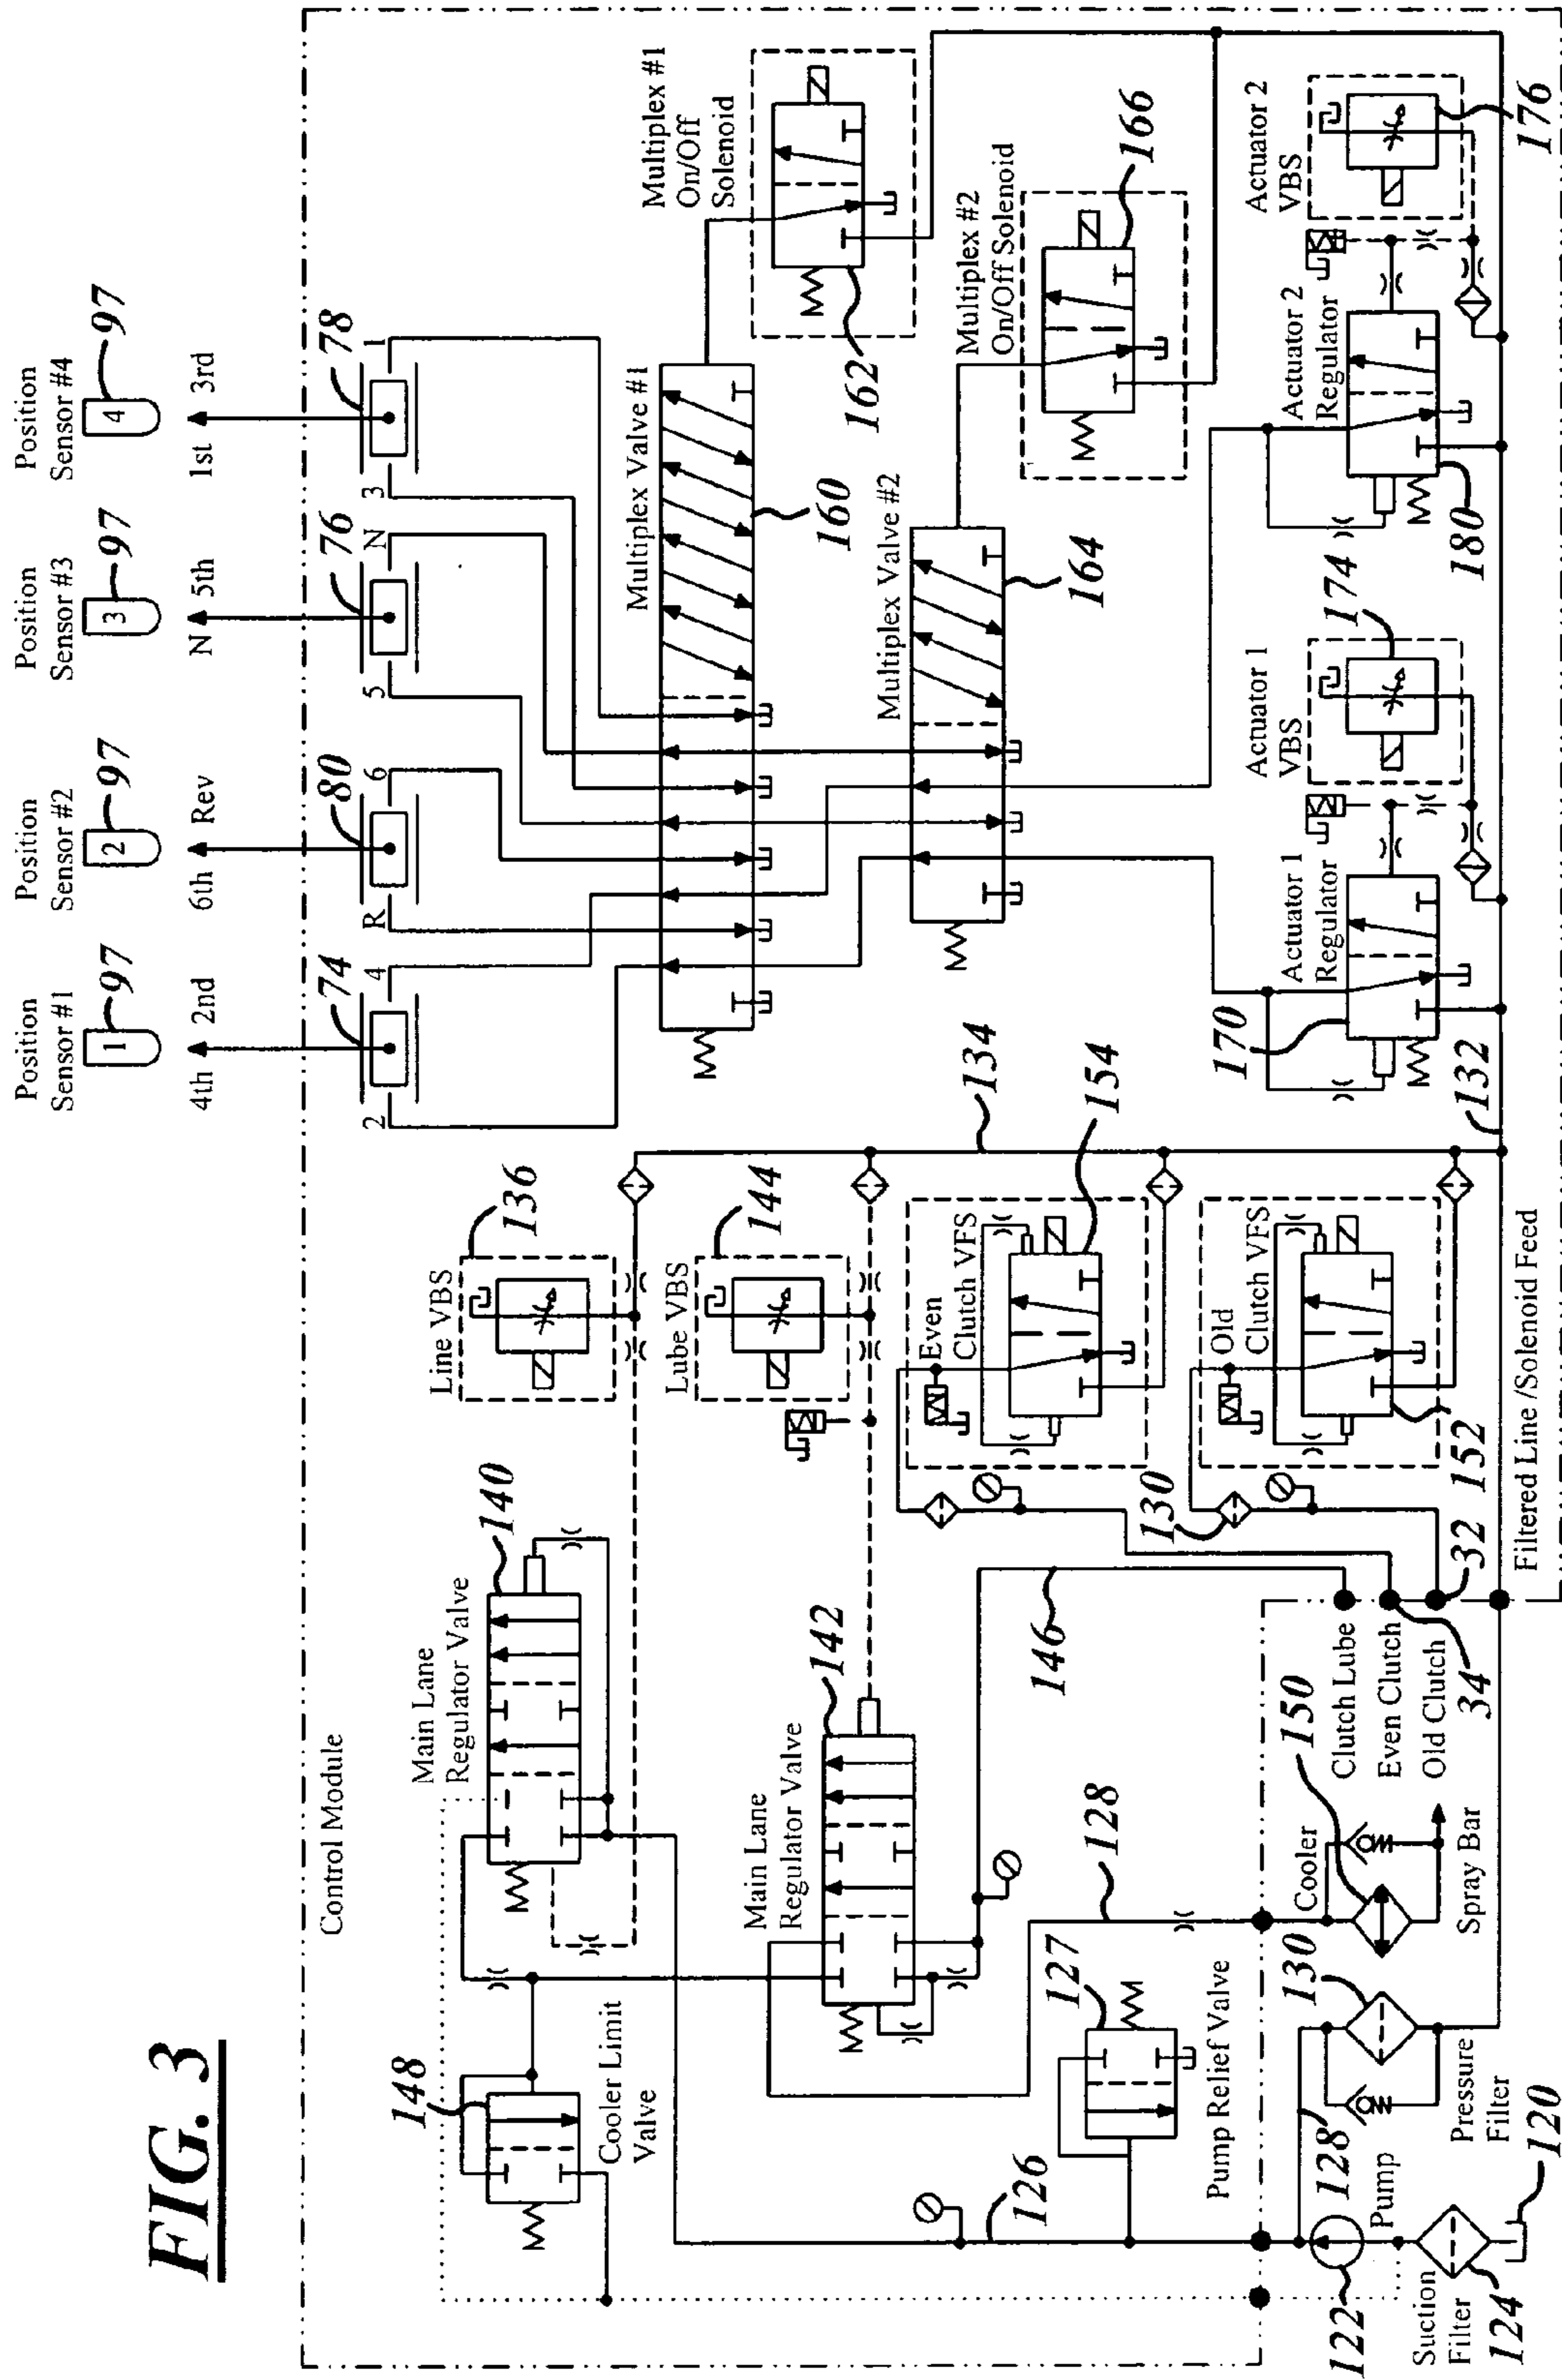 FIG. 3
Position
Sensor #1
1
97
4th 2nd
Position
Sensor #2
2
97
6th Rev
Position
Sensor #3
3
97
N 5th
Position
Sensor #4
4
97
1st 3rd
Control Module
2
74
4
R
80
6
5
76
N
3
78
1
148
Cooler Limit
Valve
Main Lane
Regulator Valve
140
Line VBS
136
Multiplex Valve #1
160
Multiplex #1
On/Off
Solenoid
162
Main Lane
Regulator Valve
142
Lube VBS
144
134
Multiplex Valve #2
164
Multiplex #2
On/Off Solenoid
166
126
127
Pump Relief Valve
128
146
130
Even
Clutch VFS
154
Old
Clutch VFS
152
170
Actuator 1
Regulator
Actuator 1
VBS
174
Actuator 2
Regulator
180
Actuator 2
VBS
176
132
Filtered Line /Solenoid Feed
122
Pump
128
Suction
Filter
124
120
Pressure
Filter
130
Cooler
150
Spray Bar
Clutch Lube
Even Clutch
Old Clutch
34
32